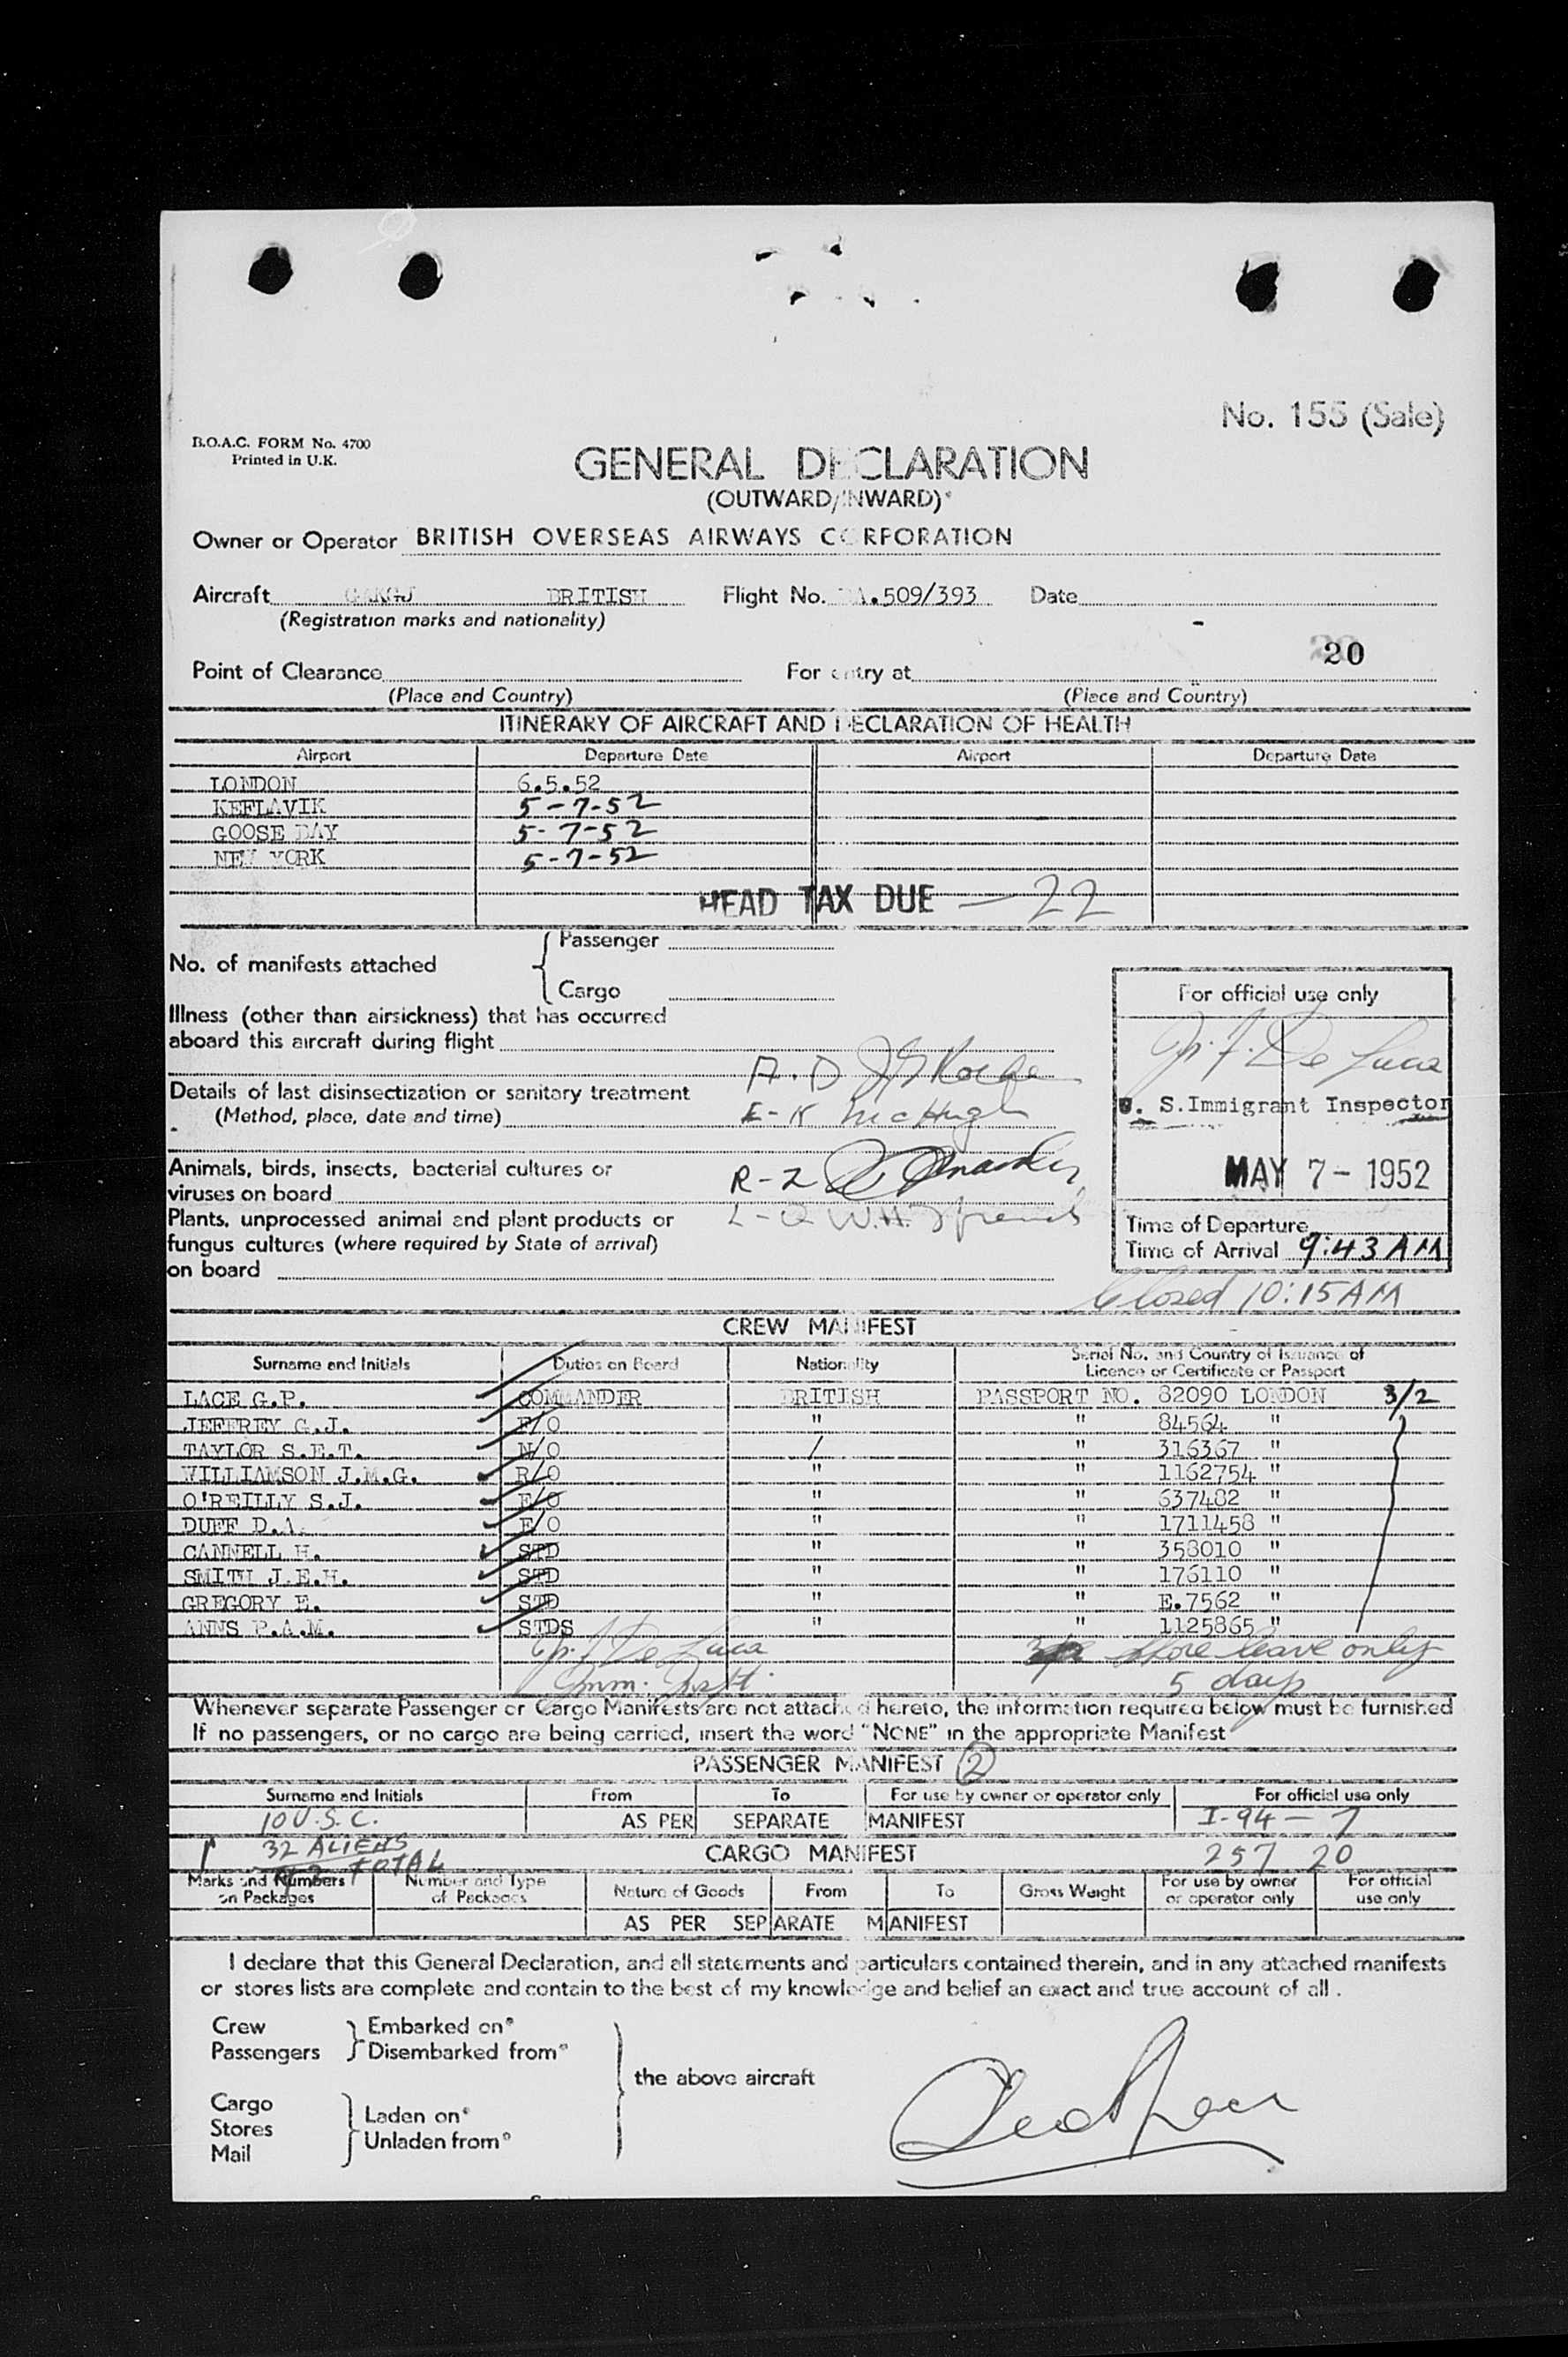 No. 155 (Sale)
B.O.A.C. FORM No. 4700
Printed in U.K.
GENERAL DECLARATION
(OUTWARD/INWARD)*
Owner or Operator BRITISH OVERSEAS AIRWAYS CORPORATION
Aircraft BRITISH Flight No. .509/393 Date
(Registration marks and nationality)
20
Point of Clearance For entry at
(Place and Country) (Place and Country)
ITINERARY OF AIRCRAFT AND DECLARATION OF HEALTH
Airport Departure Date Airport Departure Date
LONDON 6.5.52
KEFLAVIK 5-7-52
GOOSE BAY 5-7-52
NEW YORK 5-7-52
HEAD TAX DUE — 22
Passenger
No. of manifests attached
Cargo
For official use only
Illness (other than airsickness) that has occurred
aboard this aircraft during flight
De Luca
A.D
Details of last disinsectization or sanitary treatment
(Method, place, date and time)
E-K McHugh
U. S.Immigrant Inspector
Animals, birds, insects, bacterial cultures or
viruses on board
R-Z
MAY 7 - 1952
Plants, unprocessed animal and plant products or
fungus cultures (where required by State of arrival)
on board
L-Q W.H.
Time of Departure
Time of Arrival 9:43 AM
Closed 10:15 AM
CREW MANIFEST
Surname and Initials Duties on Board Nationality Serial No. and Country of Issuance of
Licence or Certificate or Passport
LACE G.P. COMMANDER BRITISH PASSPORT NO. 82090 LONDON 3/2
JEFFREY G.J. F/O " " 84564 "
TAYLOR S.E.T. N/O / " 316367 "
WILLIAMSON J.M.G. R/O " " 1162754 "
O'REILLY S.J. E/O " " 637482 "
DUFF D.A. E/O " " 1711458 "
CANNELL H. STD " " 358010 "
SMITH J.E.H. STD " " 176110 "
GREGORY E. STD " " E.7562 "
ANNS P.A.M. STDS " " 1125865 "
De Luca shore leave only
Imm. Insp. 5 days
Whenever separate Passenger or Cargo Manifests are not attached hereto, the information required below must be furnished
If no passengers, or no cargo are being carried, insert the word "NONE" in the appropriate Manifest
PASSENGER MANIFEST 2
Surname and Initials From To For use by owner or operator only For official use only
10 U.S.C. AS PER SEPARATE MANIFEST I-94 — 7
32 ALIENS CARGO MANIFEST 257 20
42 TOTAL
Marks and Numbers on Packages Number and Type of Packages Nature of Goods From To Gross Weight For use by owner or operator only For official use only
AS PER SEPARATE MANIFEST
I declare that this General Declaration, and all statements and particulars contained therein, and in any attached manifests
or stores lists are complete and contain to the best of my knowledge and belief an exact and true account of all .
Crew Embarked on*
Passengers Disembarked from*
the above aircraft
Cargo
Stores Laden on*
Mail Unladen from*